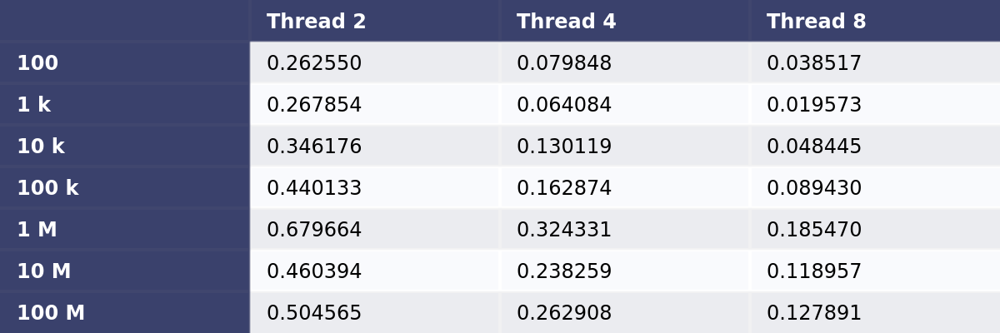 Thread 2 Thread 4 Thread 8
100 0.262550 0.079848 0.038517
1 k 0.267854 0.064084 0.019573
10 k 0.346176 0.130119 0.048445
100 k 0.440133 0.162874 0.089430
1 M 0.679664 0.324331 0.185470
10 M 0.460394 0.238259 0.118957
100 M 0.504565 0.262908 0.127891